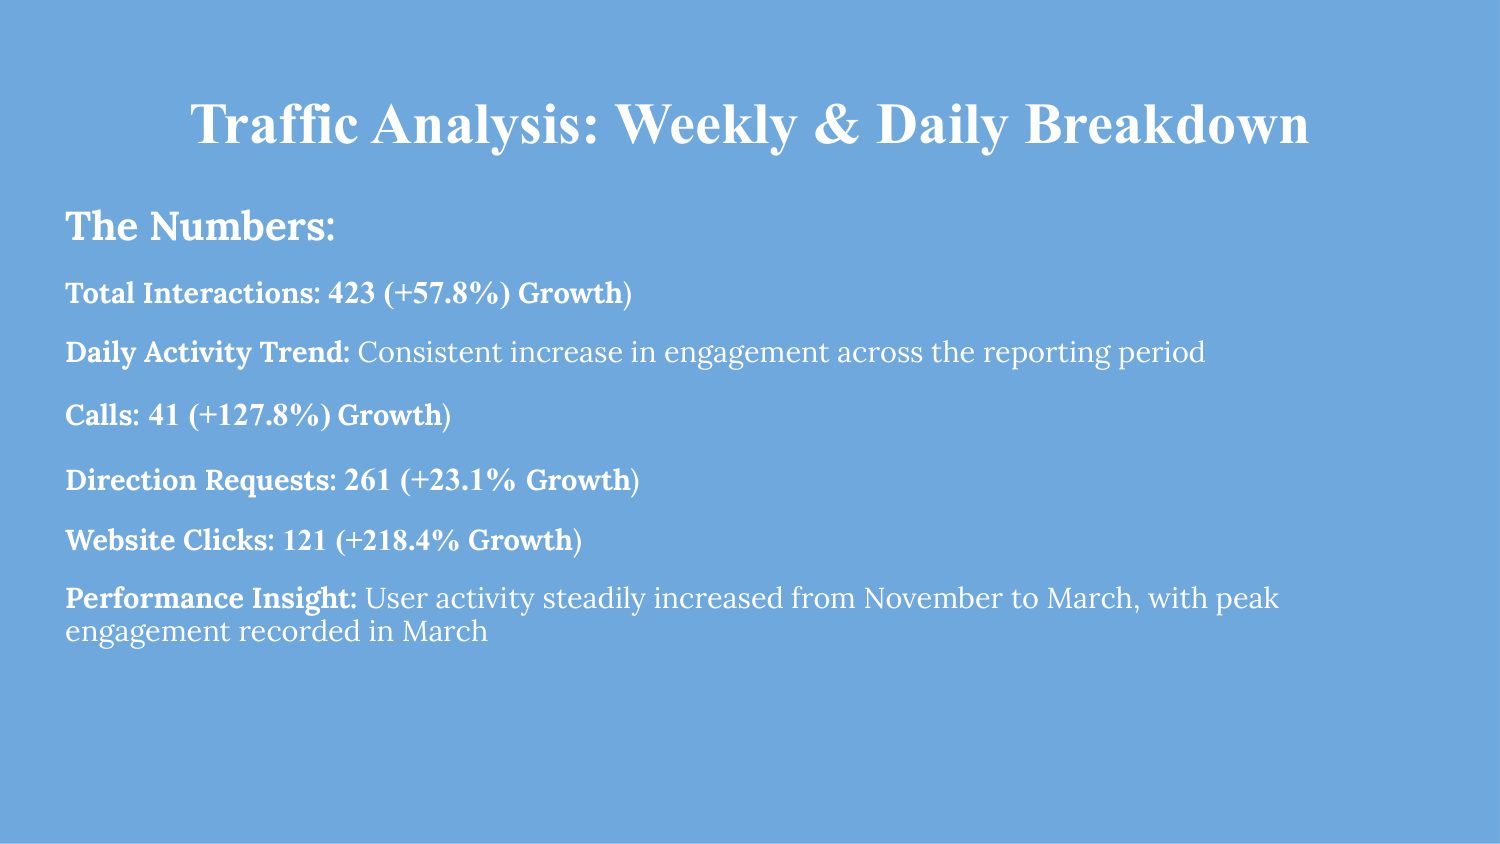 Traffic Analysis: Weekly & Daily Breakdown
The Numbers:
Total Interactions: 423 (+57.8%) Growth)
Daily Activity Trend: Consistent increase in engagement across the reporting period
Calls: 41 (+127.8%) Growth)
Direction Requests: 261 (+23.1% Growth)
Website Clicks: 121 (+218.4% Growth)
Performance Insight: User activity steadily increased from November to March, with peak
engagement recorded in March